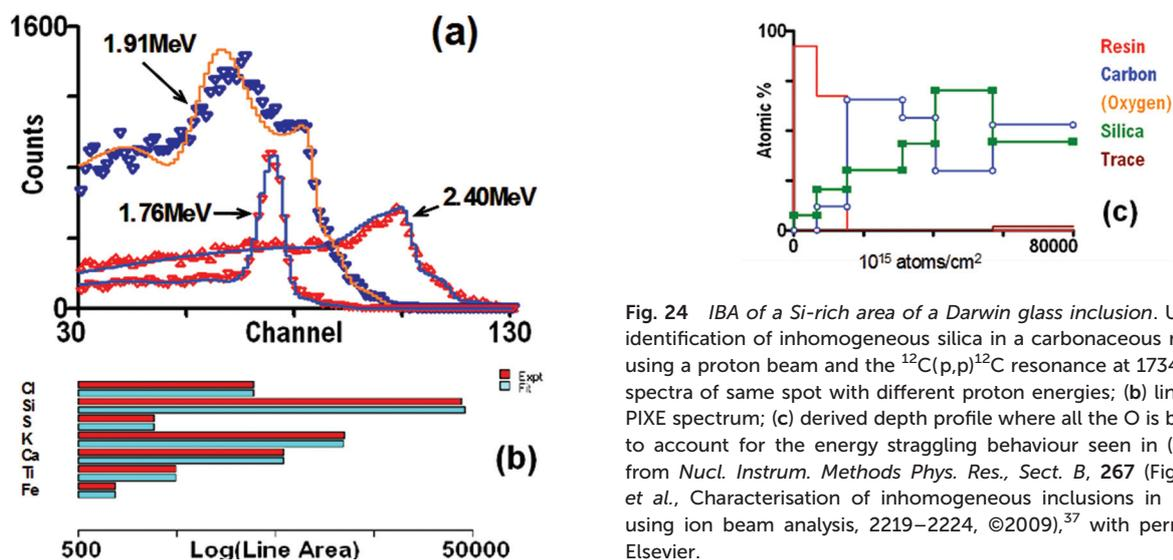 1600
(a)
1.91MeV
Counts
1.76MeV
2.40MeV
0
30
Channel
130
Cl
Si
S
K
Ca
Ti
Fe
Expt
Fit
(b)
500
Log(Line Area)
50000
100
Atomic %
0
0
80000
10¹⁵ atoms/cm²
(c)
Resin
Carbon
(Oxygen)
Silica
Trace
Fig. 24 IBA of a Si-rich area of a Darwin glass inclusion.
identification of inhomogeneous silica in a carbonaceous
using a proton beam and the ¹²C(p,p)¹²C resonance at 1734
spectra of same spot with different proton energies; (b)
PIXE spectrum; (c) derived depth profile where all the O is
to account for the energy straggling behaviour seen in
from Nucl. Instrum. Methods Phys. Res., Sect. B, 267
et al., Characterisation of inhomogeneous inclusions in
using ion beam analysis, 2219–2224, ©2009),³⁷ with
Elsevier.